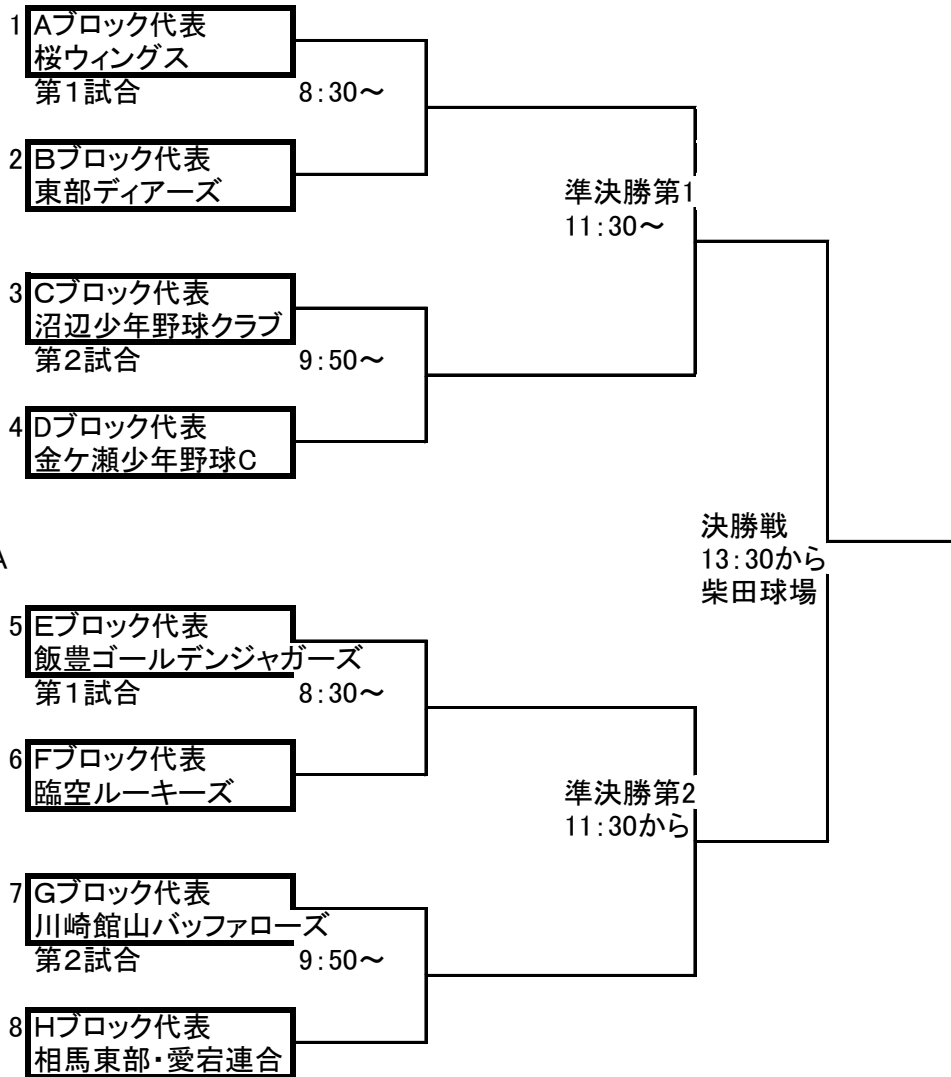 1 Aブロック代表
桜ウィングス
第1試合 8:30～
2 Bブロック代表
東部ディアーズ
準決勝第1
11:30～
3 Cブロック代表
沼辺少年野球クラブ
第2試合 9:50～
4 Dブロック代表
金ケ瀬少年野球C
決勝戦
13:30から
柴田球場
A
5 Eブロック代表
飯豊ゴールデンジャガーズ
第1試合 8:30～
6 Fブロック代表
臨空ルーキーズ
準決勝第2
11:30から
7 Gブロック代表
川崎館山バッファローズ
第2試合 9:50～
8 Hブロック代表
相馬東部・愛宕連合